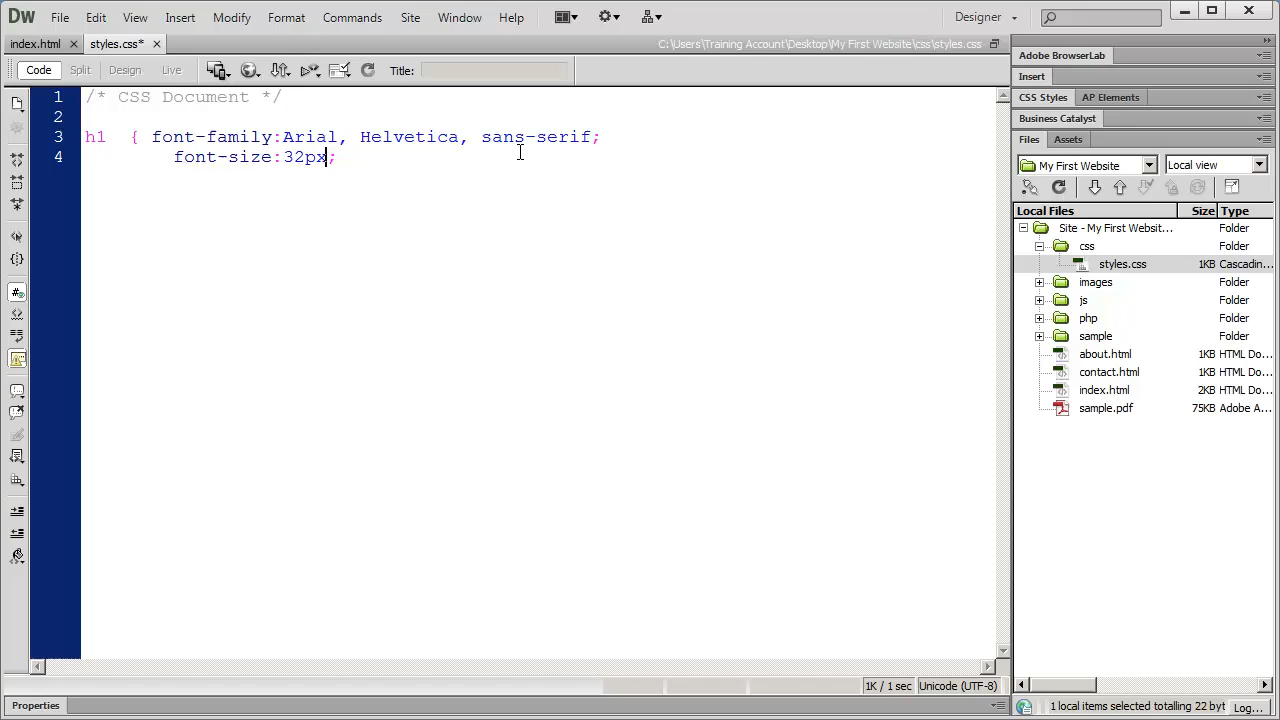 Dw File Edit View Insert Modify Format Commands Site Window Help Designer
index.html styles.css* C:\Users\Training Account\Desktop\My First Website\css\styles.css
Code Split Design Live Title:
1 /* CSS Document */
2
3 h1 { font-family:Arial, Helvetica, sans-serif;
4 font-size:32px;
1K / 1 sec Unicode (UTF-8)
Properties
Adobe BrowserLab
Insert
CSS Styles AP Elements
Business Catalyst
Files Assets
My First Website Local view
Local Files Size Type
Site - My First Websit... Folder
css Folder
styles.css 1KB Cascadin...
images Folder
js Folder
php Folder
sample Folder
about.html 1KB HTML Do...
contact.html 1KB HTML Do...
index.html 2KB HTML Do...
sample.pdf 75KB Adobe A...
1 local items selected totalling 22 byt Log...